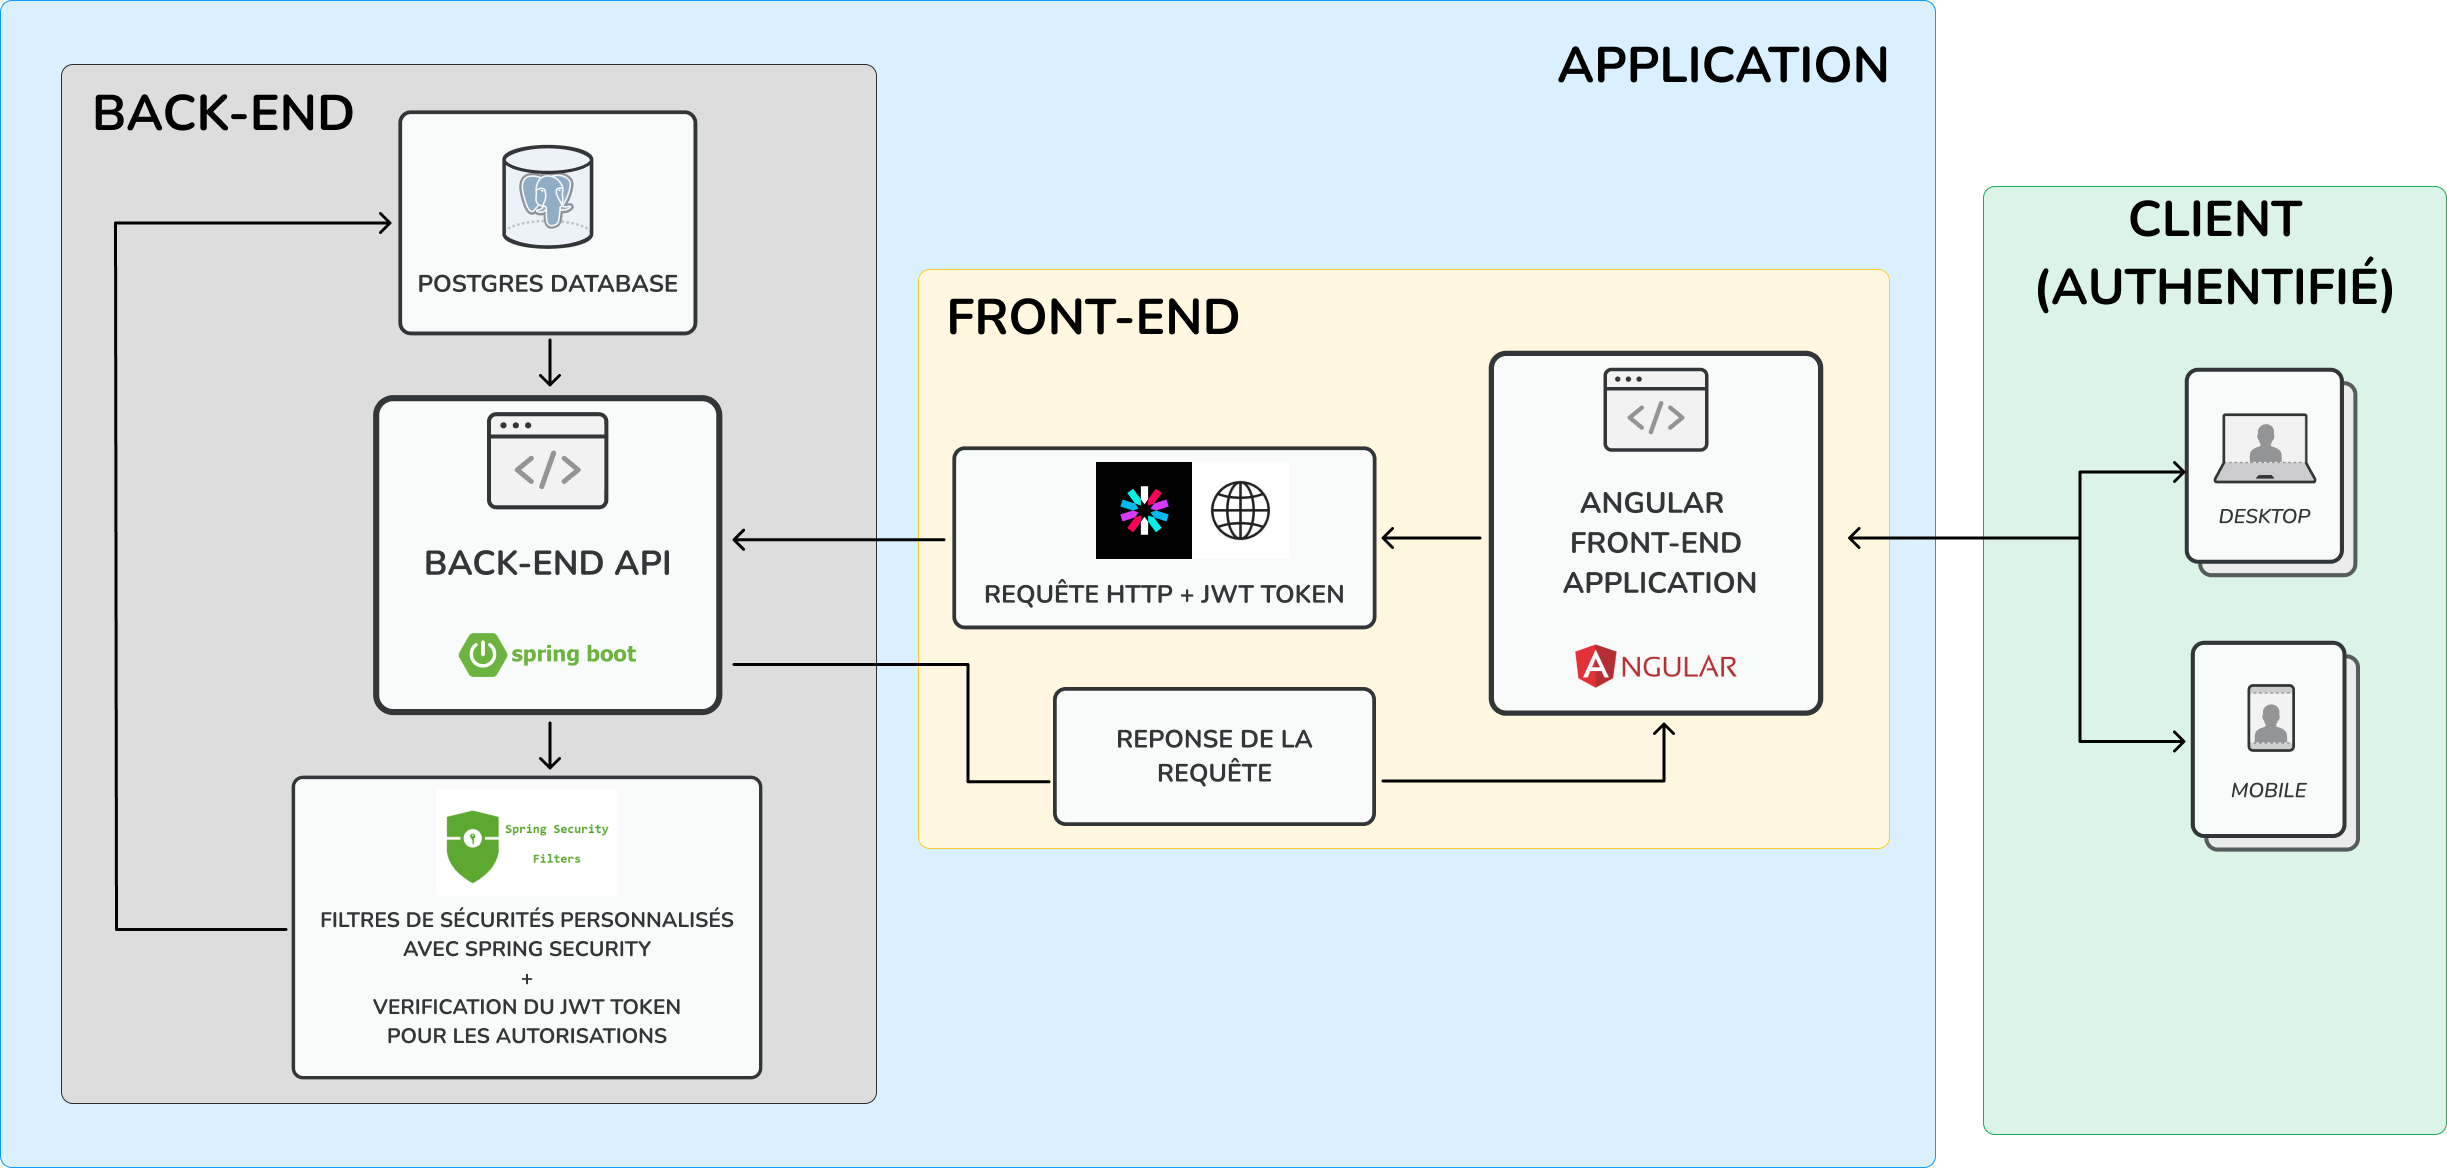 APPLICATION
BACK-END
POSTGRES DATABASE
BACK-END API
spring boot
Spring Security
Filters
FILTRES DE SÉCURITÉS PERSONNALISÉS
AVEC SPRING SECURITY
+
VERIFICATION DU JWT TOKEN
POUR LES AUTORISATIONS
FRONT-END
REQUÊTE HTTP + JWT TOKEN
REPONSE DE LA
REQUÊTE
</>
ANGULAR
FRONT-END
APPLICATION
ANGULAR
CLIENT
(AUTHENTIFIÉ)
DESKTOP
MOBILE